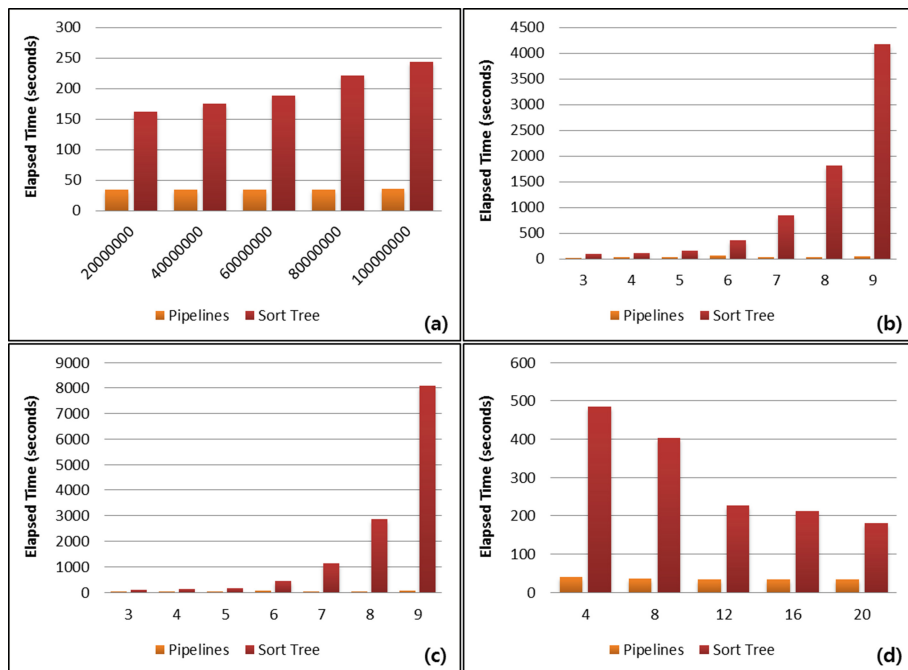 300
250
200
150
100
50
0
Elapsed Time (seconds)
20000000
40000000
60000000
80000000
100000000
Pipelines Sort Tree
(a)
4500
4000
3500
3000
2500
2000
1500
1000
500
0
Elapsed Time (seconds)
3 4 5 6 7 8 9
Pipelines Sort Tree
(b)
9000
8000
7000
6000
5000
4000
3000
2000
1000
0
Elapsed Time (seconds)
3 4 5 6 7 8 9
Pipelines Sort Tree
(c)
600
500
400
300
200
100
0
Elapsed Time (seconds)
4 8 12 16 20
Pipelines Sort Tree
(d)